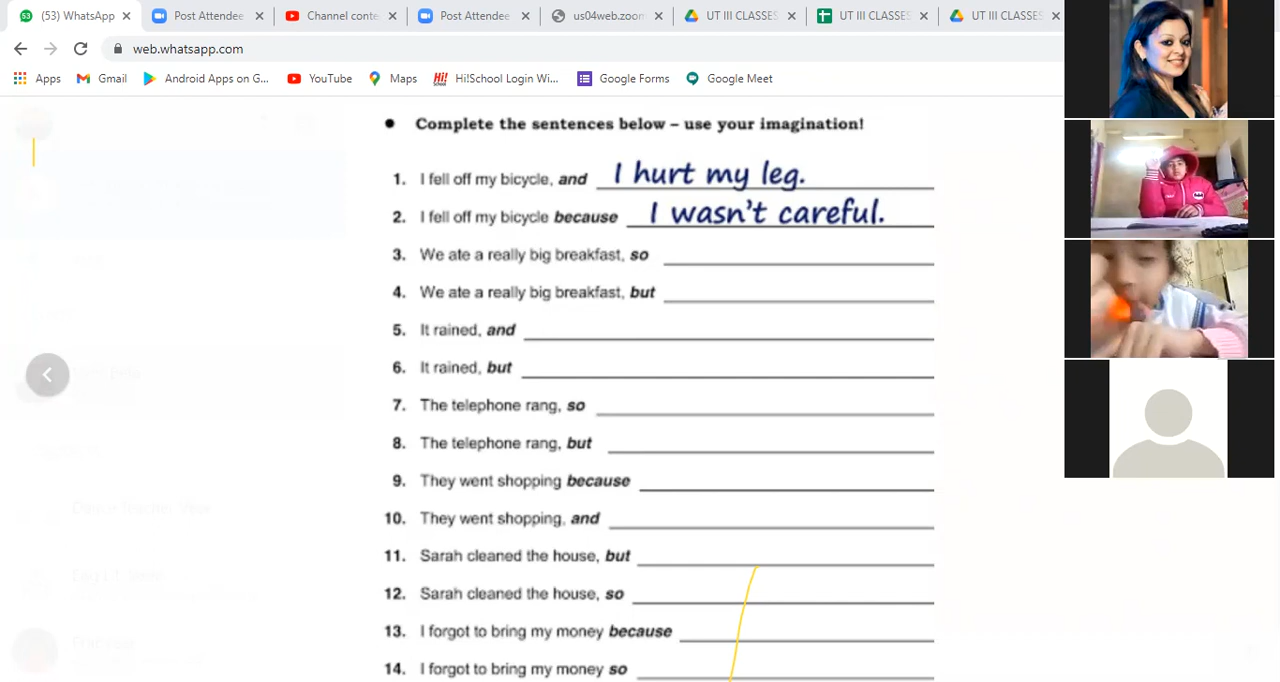 (53) WhatsApp
Post Attendee
Channel conte
Post Attendee
us04web.zoom
UT III CLASSES
UT III CLASSES
UT III CLASSES
web.whatsapp.com
Apps
Gmail
Android Apps on G...
YouTube
Maps
Hi! Hi!School Login Wi...
Google Forms
Google Meet
• Complete the sentences below – use your imagination!
1. I fell off my bicycle, and I hurt my leg.
2. I fell off my bicycle because I wasn't careful.
3. We ate a really big breakfast, so
4. We ate a really big breakfast, but
5. It rained, and
6. It rained, but
7. The telephone rang, so
8. The telephone rang, but
9. They went shopping because
10. They went shopping, and
11. Sarah cleaned the house, but
12. Sarah cleaned the house, so
13. I forgot to bring my money because
14. I forgot to bring my money so